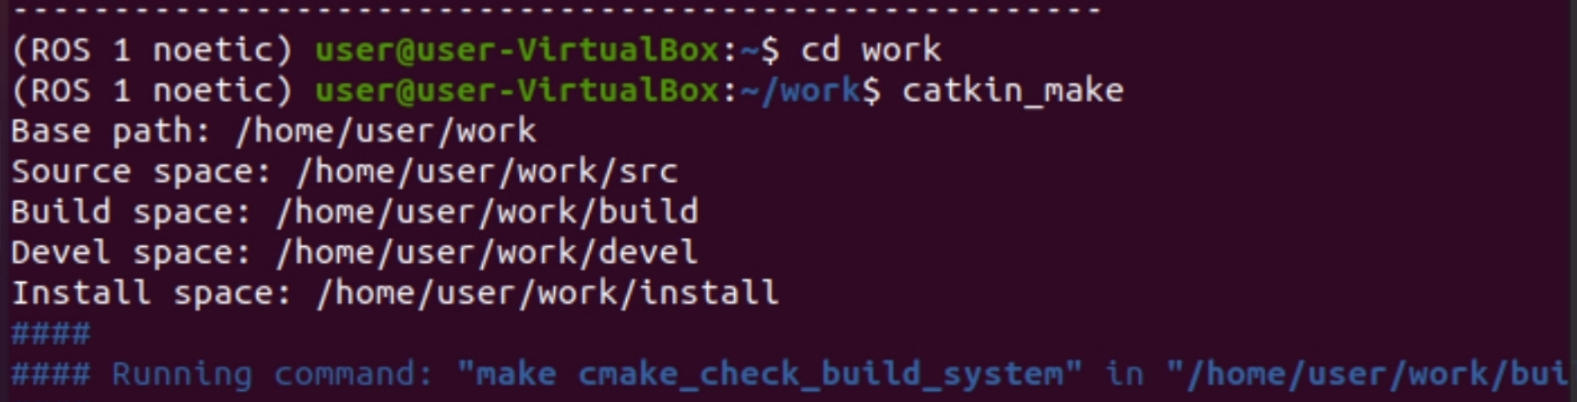 ------------------------------------------------------
(ROS 1 noetic) user@user-VirtualBox:~$ cd work
(ROS 1 noetic) user@user-VirtualBox:~/work$ catkin_make
Base path: /home/user/work
Source space: /home/user/work/src
Build space: /home/user/work/build
Devel space: /home/user/work/devel
Install space: /home/user/work/install
####
#### Running command: "make cmake_check_build_system" in "/home/user/work/bui